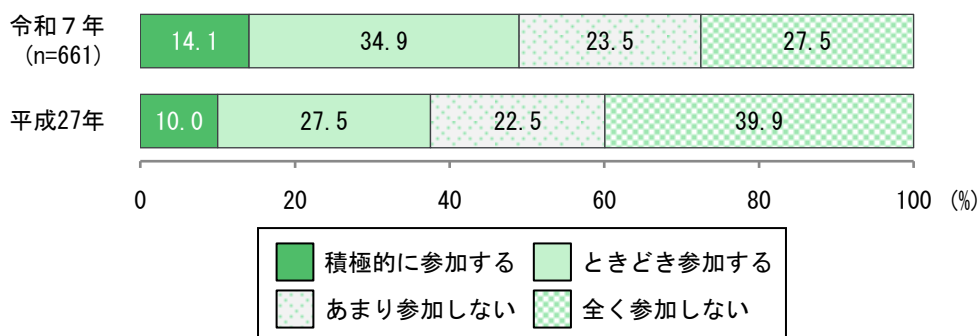 令和７年
(n=661)
14.1 34.9 23.5 27.5
平成27年
10.0 27.5 22.5 39.9
0 20 40 60 80 100 (%)
積極的に参加する ときどき参加する
あまり参加しない 全く参加しない